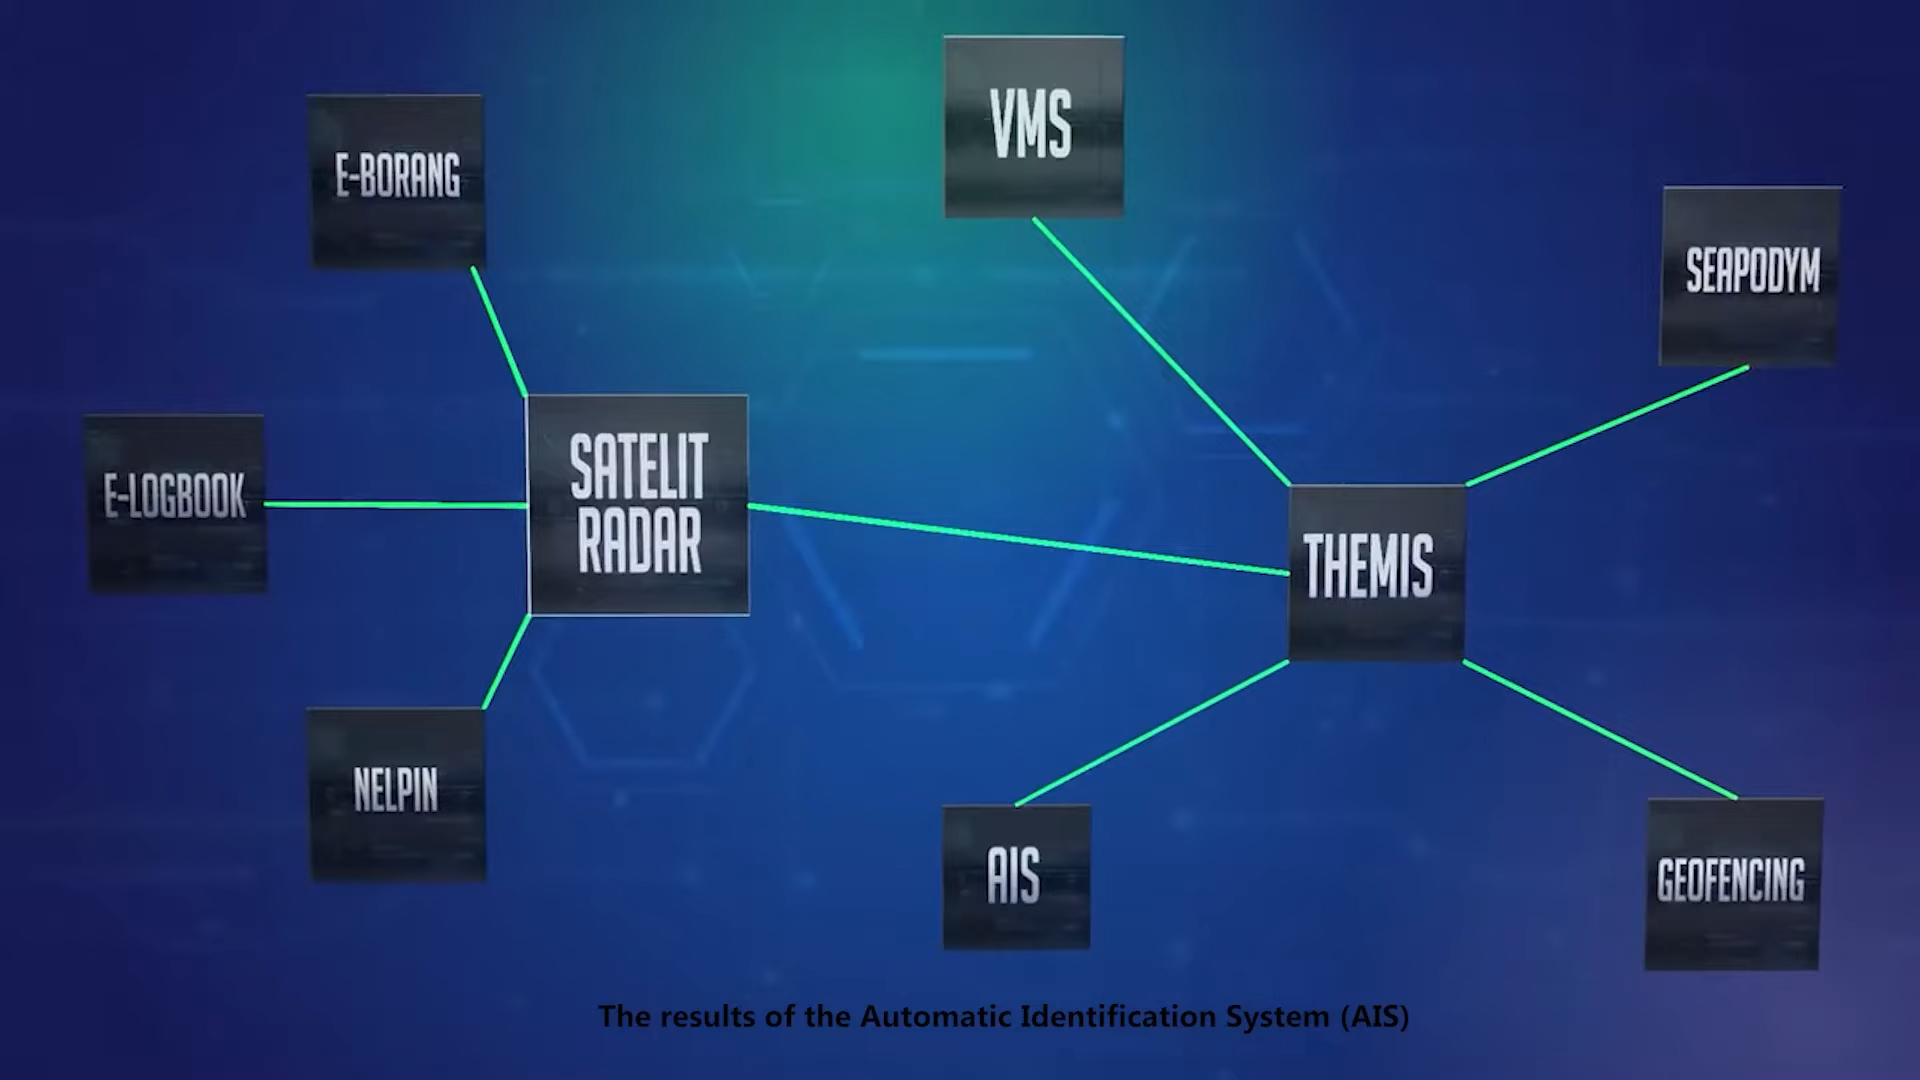 VMS
E-BORANG
SEAPODYM
E-LOGBOOK
SATELIT
RADAR
THEMIS
NELPIN
AIS
GEOFENCING
The results of the Automatic Identification System (AIS)